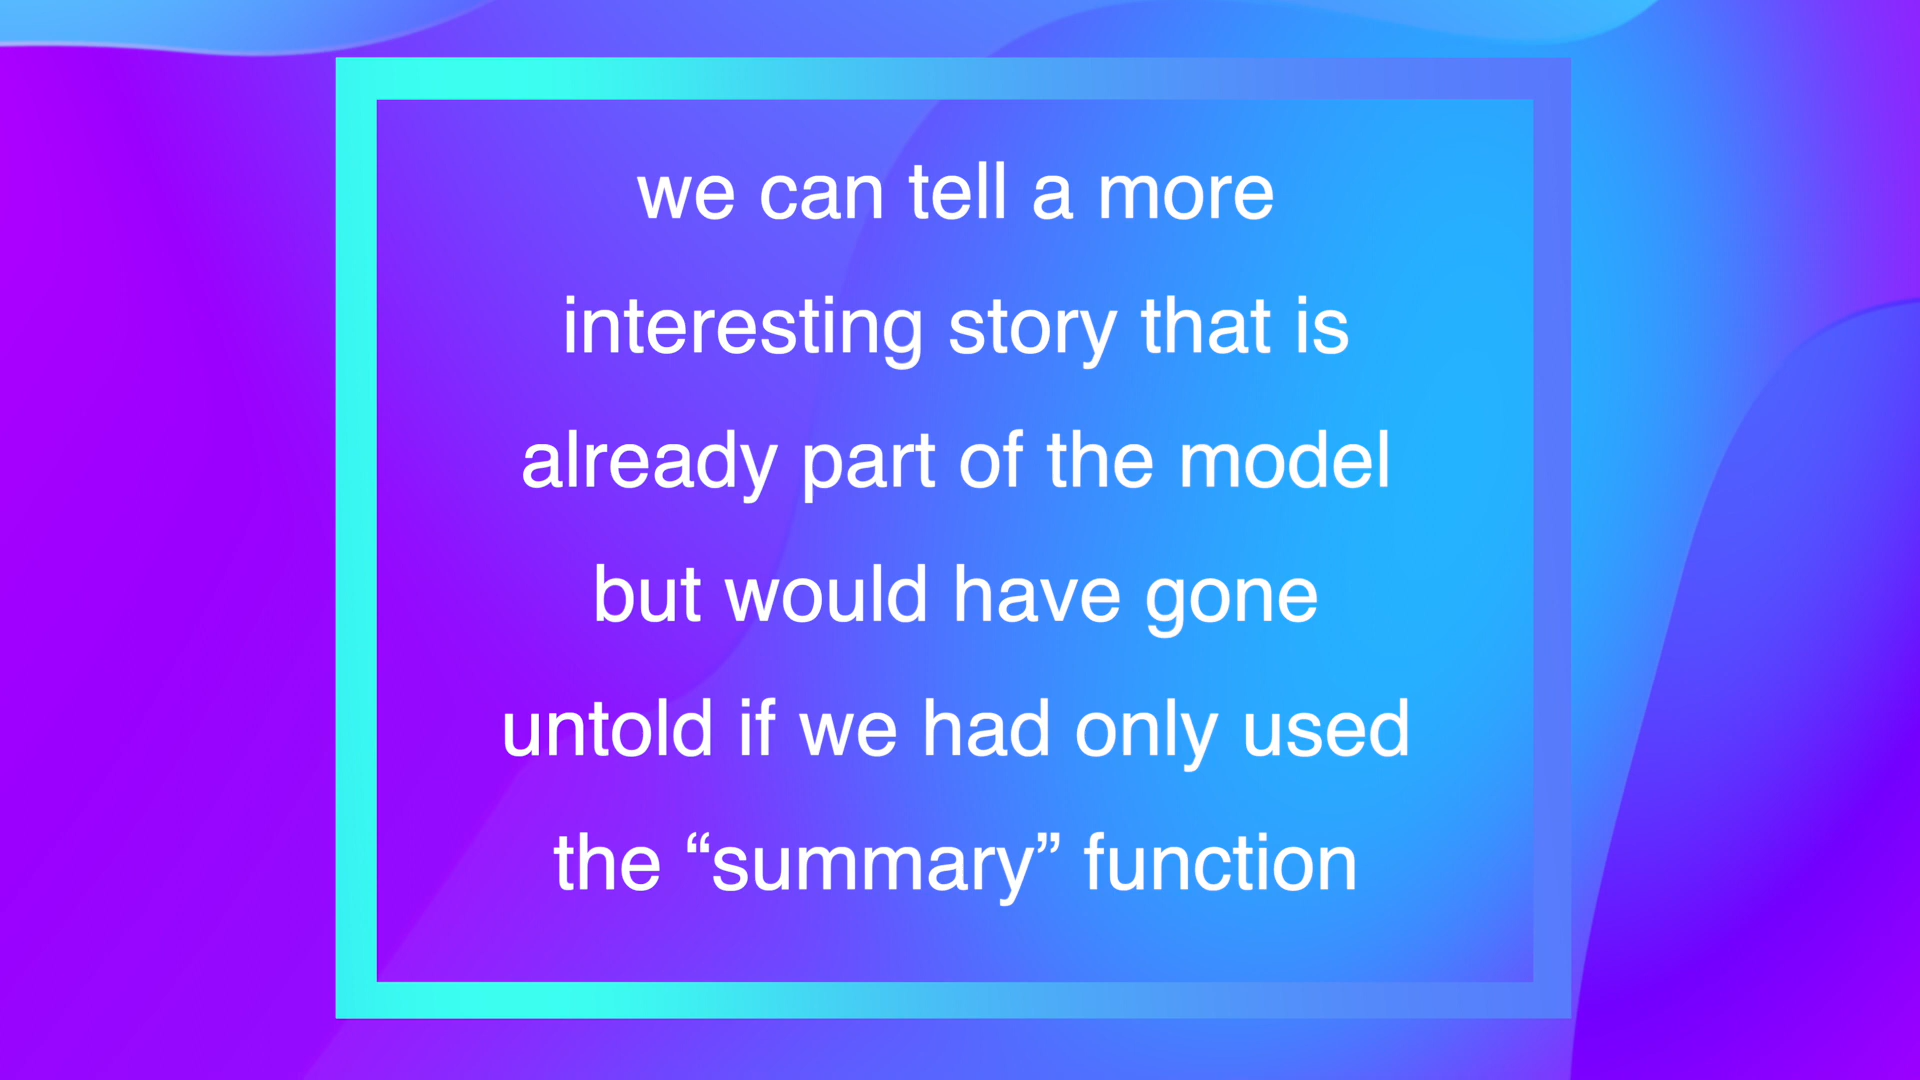 we can tell a more
interesting story that is
already part of the model
but would have gone
untold if we had only used
the “summary” function